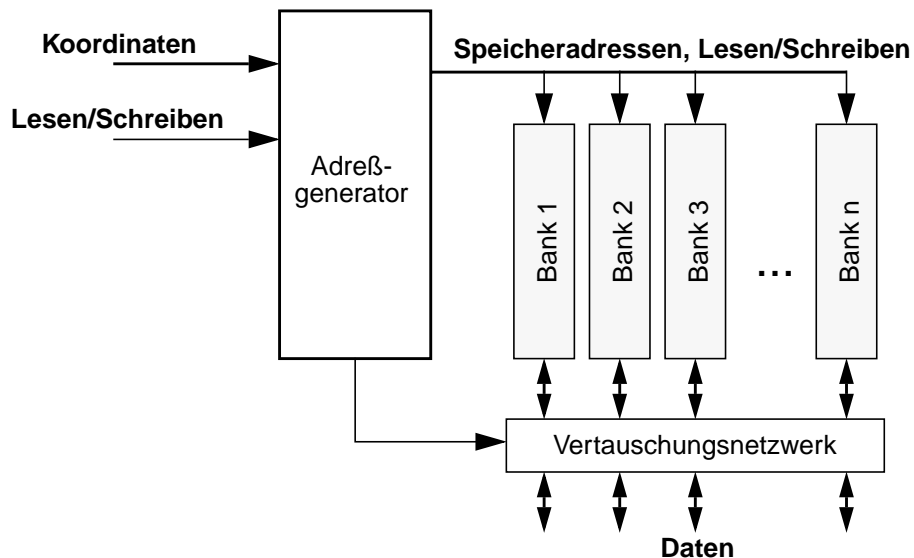 Koordinaten
Speicheradressen, Lesen/Schreiben
Lesen/Schreiben
Adreß-
generator
Bank 1
Bank 2
Bank 3
...
Bank n
Vertauschungsnetzwerk
Daten